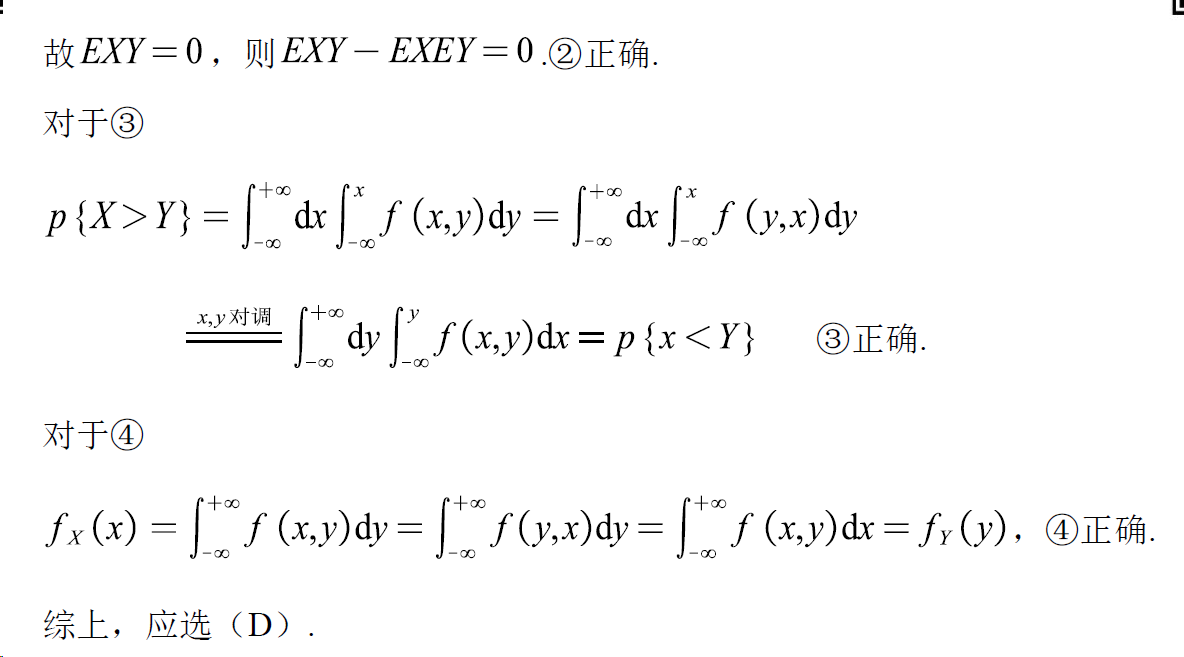 故EXY=0，则EXY−EXEY=0.②正确.
对于③
p{X>Y}=∫_{-∞}^{+∞}dx∫_{-∞}^{x}f(x,y)dy=∫_{-∞}^{+∞}dx∫_{-∞}^{x}f(y,x)dy
x,y对调
=∫_{-∞}^{+∞}dy∫_{-∞}^{y}f(x,y)dx=p{x<Y} ③正确.
对于④
f_X(x)=∫_{-∞}^{+∞}f(x,y)dy=∫_{-∞}^{+∞}f(y,x)dy=∫_{-∞}^{+∞}f(x,y)dx=f_Y(y)，④正确.
综上，应选（D）.